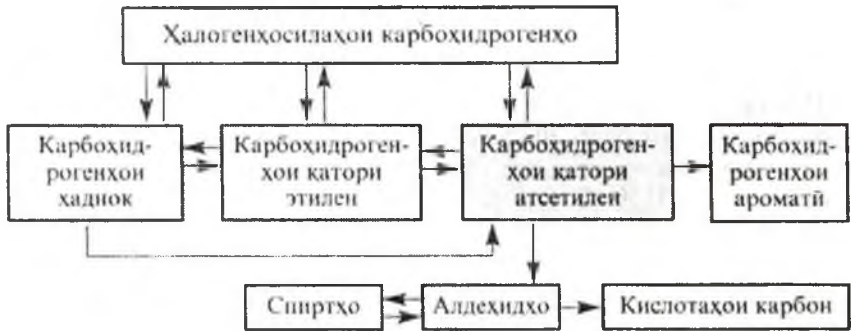 Ҳалогенҳосилаҳои карбоҳидрогенҳо
Карбоҳид-
рогенҳои
ҳаднок
Карбоҳидроген-
ҳои қатори
этилен
Карбоҳидроген-
ҳои қатори
атсетилен
Карбоҳид-
рогенҳои
ароматӣ
Спиртҳо
Алдеҳидҳо
Кислотаҳои карбон